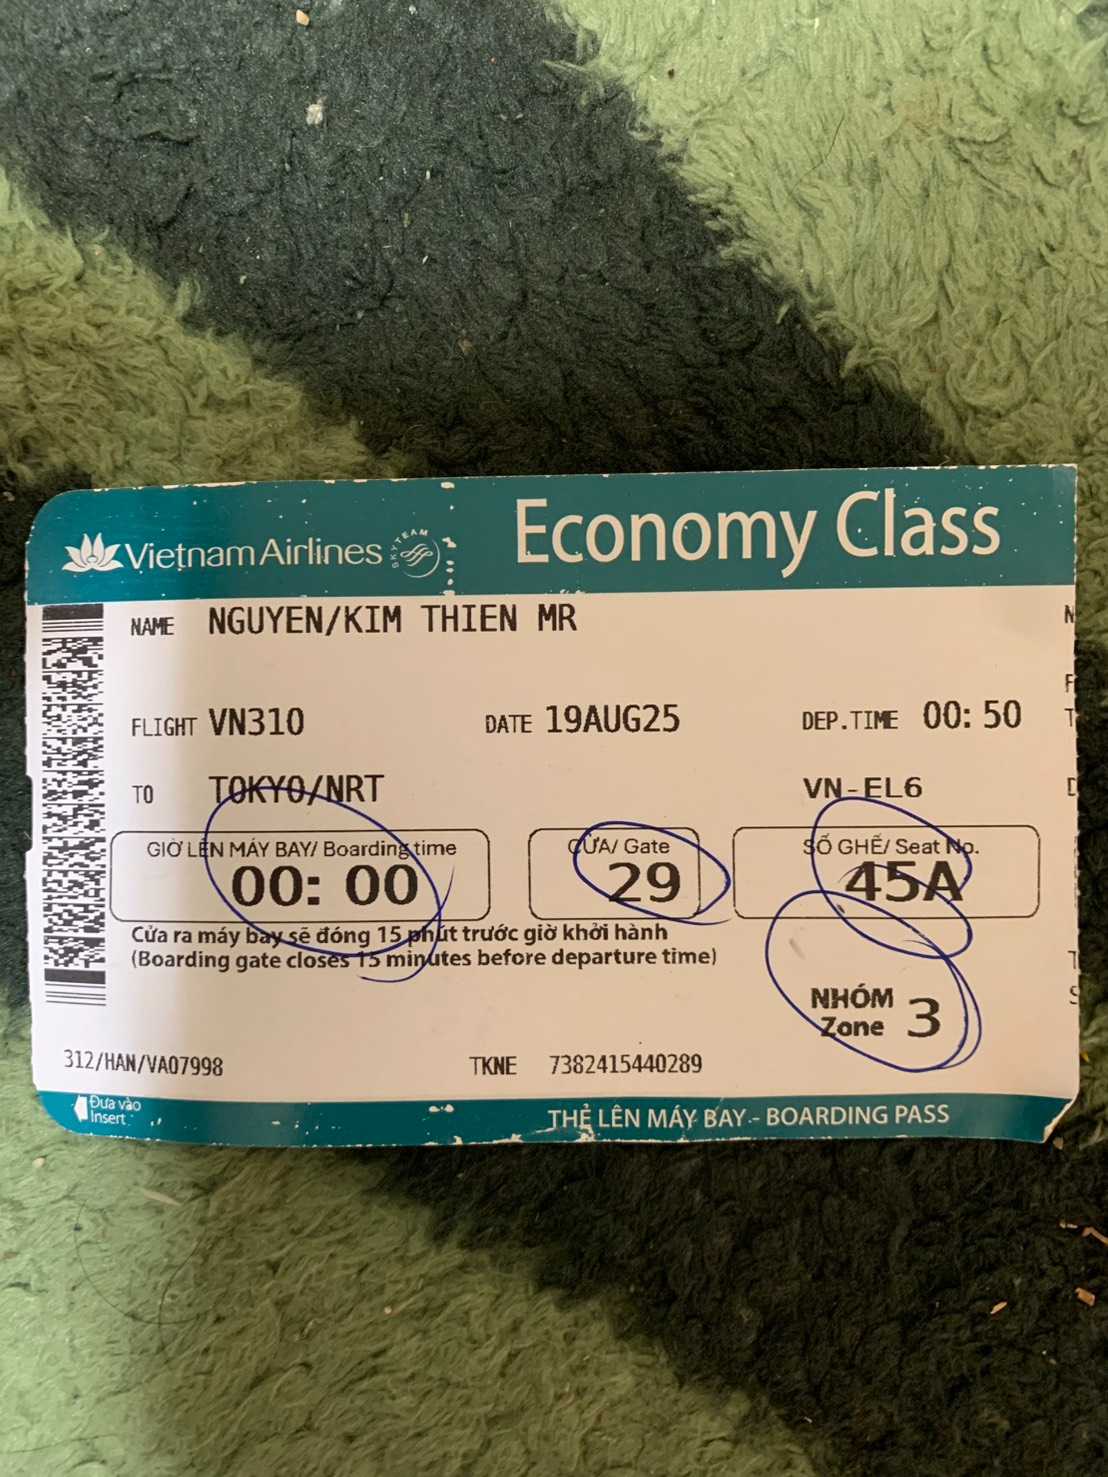 Vietnam Airlines SKYTEAM Economy Class
NAME NGUYEN/KIM THIEN MR
FLIGHT VN310 DATE 19AUG25 DEP.TIME 00:50
TO TOKYO/NRT VN-EL6
GIỜ LÊN MÁY BAY/ Boarding time CỬA/ Gate SỐ GHẾ/ Seat No.
00:00 29 45A
Cửa ra máy bay sẽ đóng 15 phút trước giờ khởi hành
(Boarding gate closes 15 minutes before departure time)
NHÓM
Zone 3
312/HAN/VA07998 TKNE 7382415440289
Đưa vào
Insert
THẺ LÊN MÁY BAY - BOARDING PASS